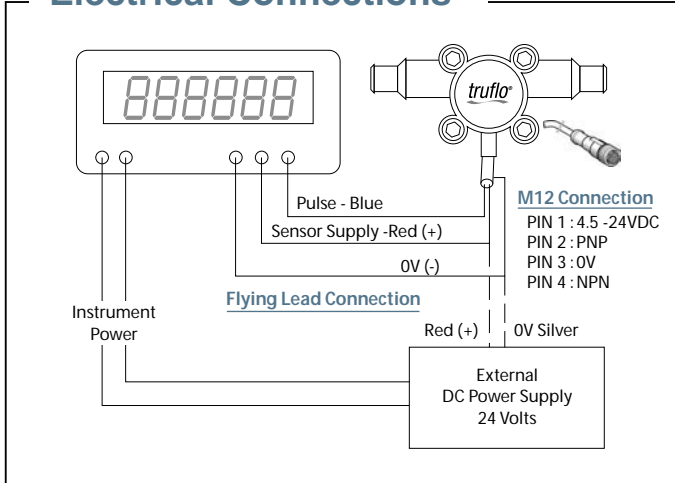 Electrical Connections
888888
truflo®
Pulse - Blue
Sensor Supply -Red (+)
0V (-)
Flying Lead Connection
M12 Connection
PIN 1 : 4.5 -24VDC
PIN 2 : PNP
PIN 3 : 0V
PIN 4 : NPN
Instrument
Power
Red (+)
0V Silver
External
DC Power Supply
24 Volts